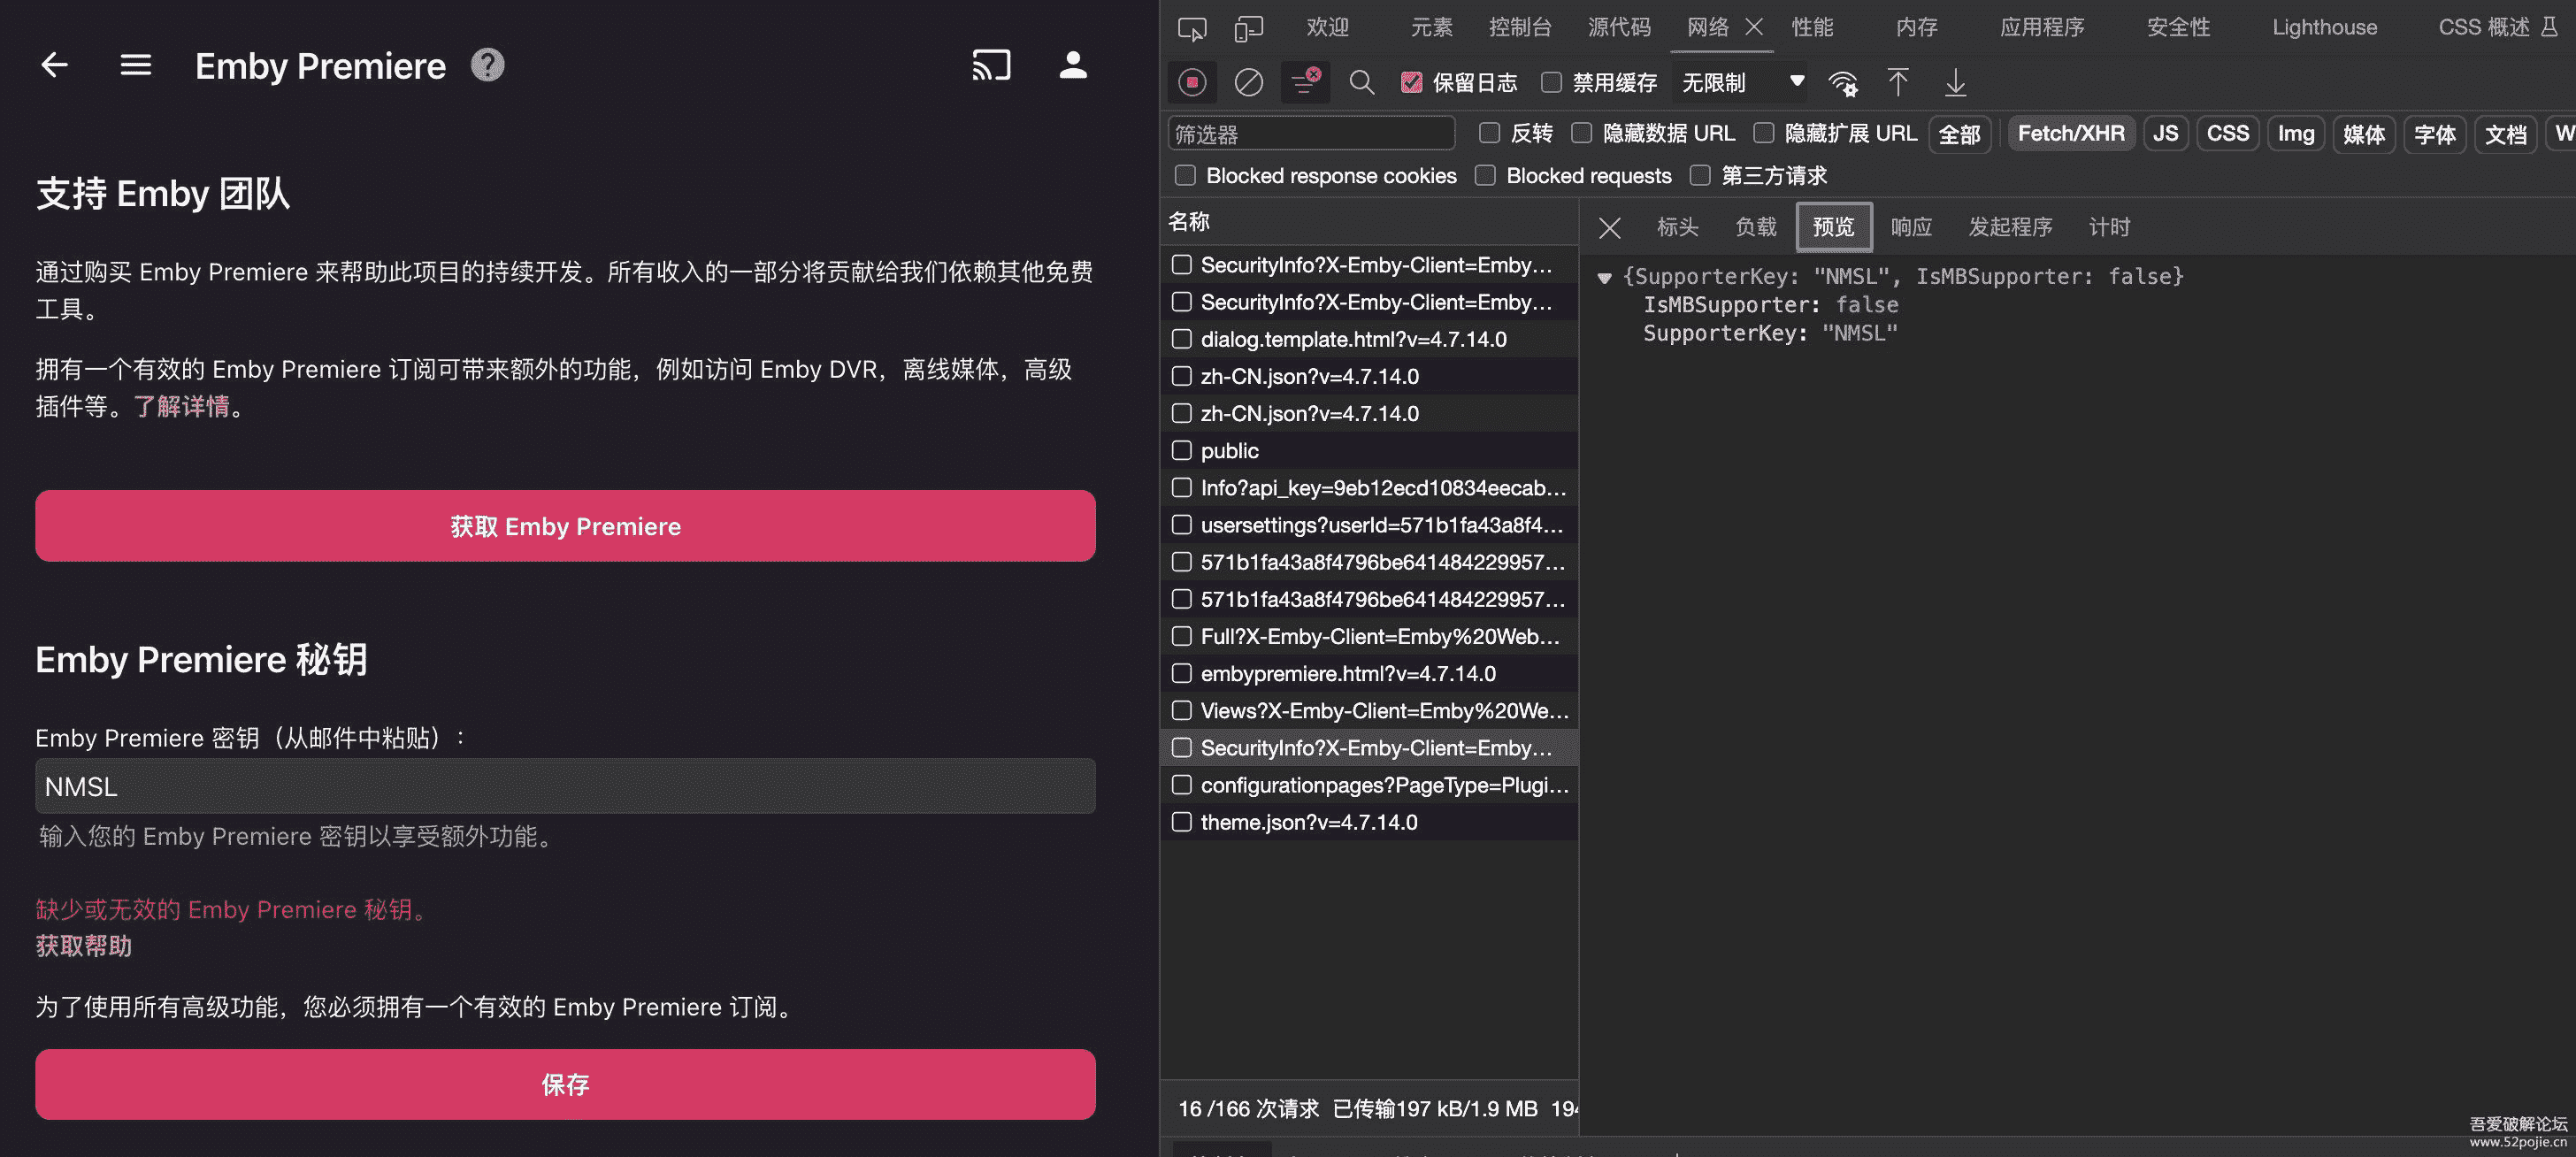 Emby Premiere
支持 Emby 团队
通过购买 Emby Premiere 来帮助此项目的持续开发。所有收入的一部分将贡献给我们依赖其他免费
工具。
拥有一个有效的 Emby Premiere 订阅可带来额外的功能，例如访问 Emby DVR，离线媒体，高级
插件等。了解详情。
获取 Emby Premiere
Emby Premiere 秘钥
Emby Premiere 密钥（从邮件中粘贴）：
NMSL
输入您的 Emby Premiere 密钥以享受额外功能。
缺少或无效的 Emby Premiere 秘钥。
获取帮助
为了使用所有高级功能，您必须拥有一个有效的 Emby Premiere 订阅。
保存
欢迎 元素 控制台 源代码 网络 性能 内存 应用程序 安全性 Lighthouse CSS 概述
保留日志 禁用缓存 无限制
筛选器 反转 隐藏数据 URL 隐藏扩展 URL 全部 Fetch/XHR JS CSS Img 媒体 字体 文档 W
Blocked response cookies Blocked requests 第三方请求
名称
SecurityInfo?X-Emby-Client=Emby…
SecurityInfo?X-Emby-Client=Emby…
dialog.template.html?v=4.7.14.0
zh-CN.json?v=4.7.14.0
zh-CN.json?v=4.7.14.0
public
Info?api_key=9eb12ecd10834eecab…
usersettings?userId=571b1fa43a8f4…
571b1fa43a8f4796be641484229957…
571b1fa43a8f4796be641484229957…
Full?X-Emby-Client=Emby%20Web…
embypremiere.html?v=4.7.14.0
Views?X-Emby-Client=Emby%20We…
SecurityInfo?X-Emby-Client=Emby…
configurationpages?PageType=Plugi…
theme.json?v=4.7.14.0
16 /166 次请求 已传输197 kB/1.9 MB 194
标头 负载 预览 响应 发起程序 计时
{SupporterKey: "NMSL", IsMBSupporter: false}
IsMBSupporter: false
SupporterKey: "NMSL"
吾爱破解论坛
www.52pojie.cn